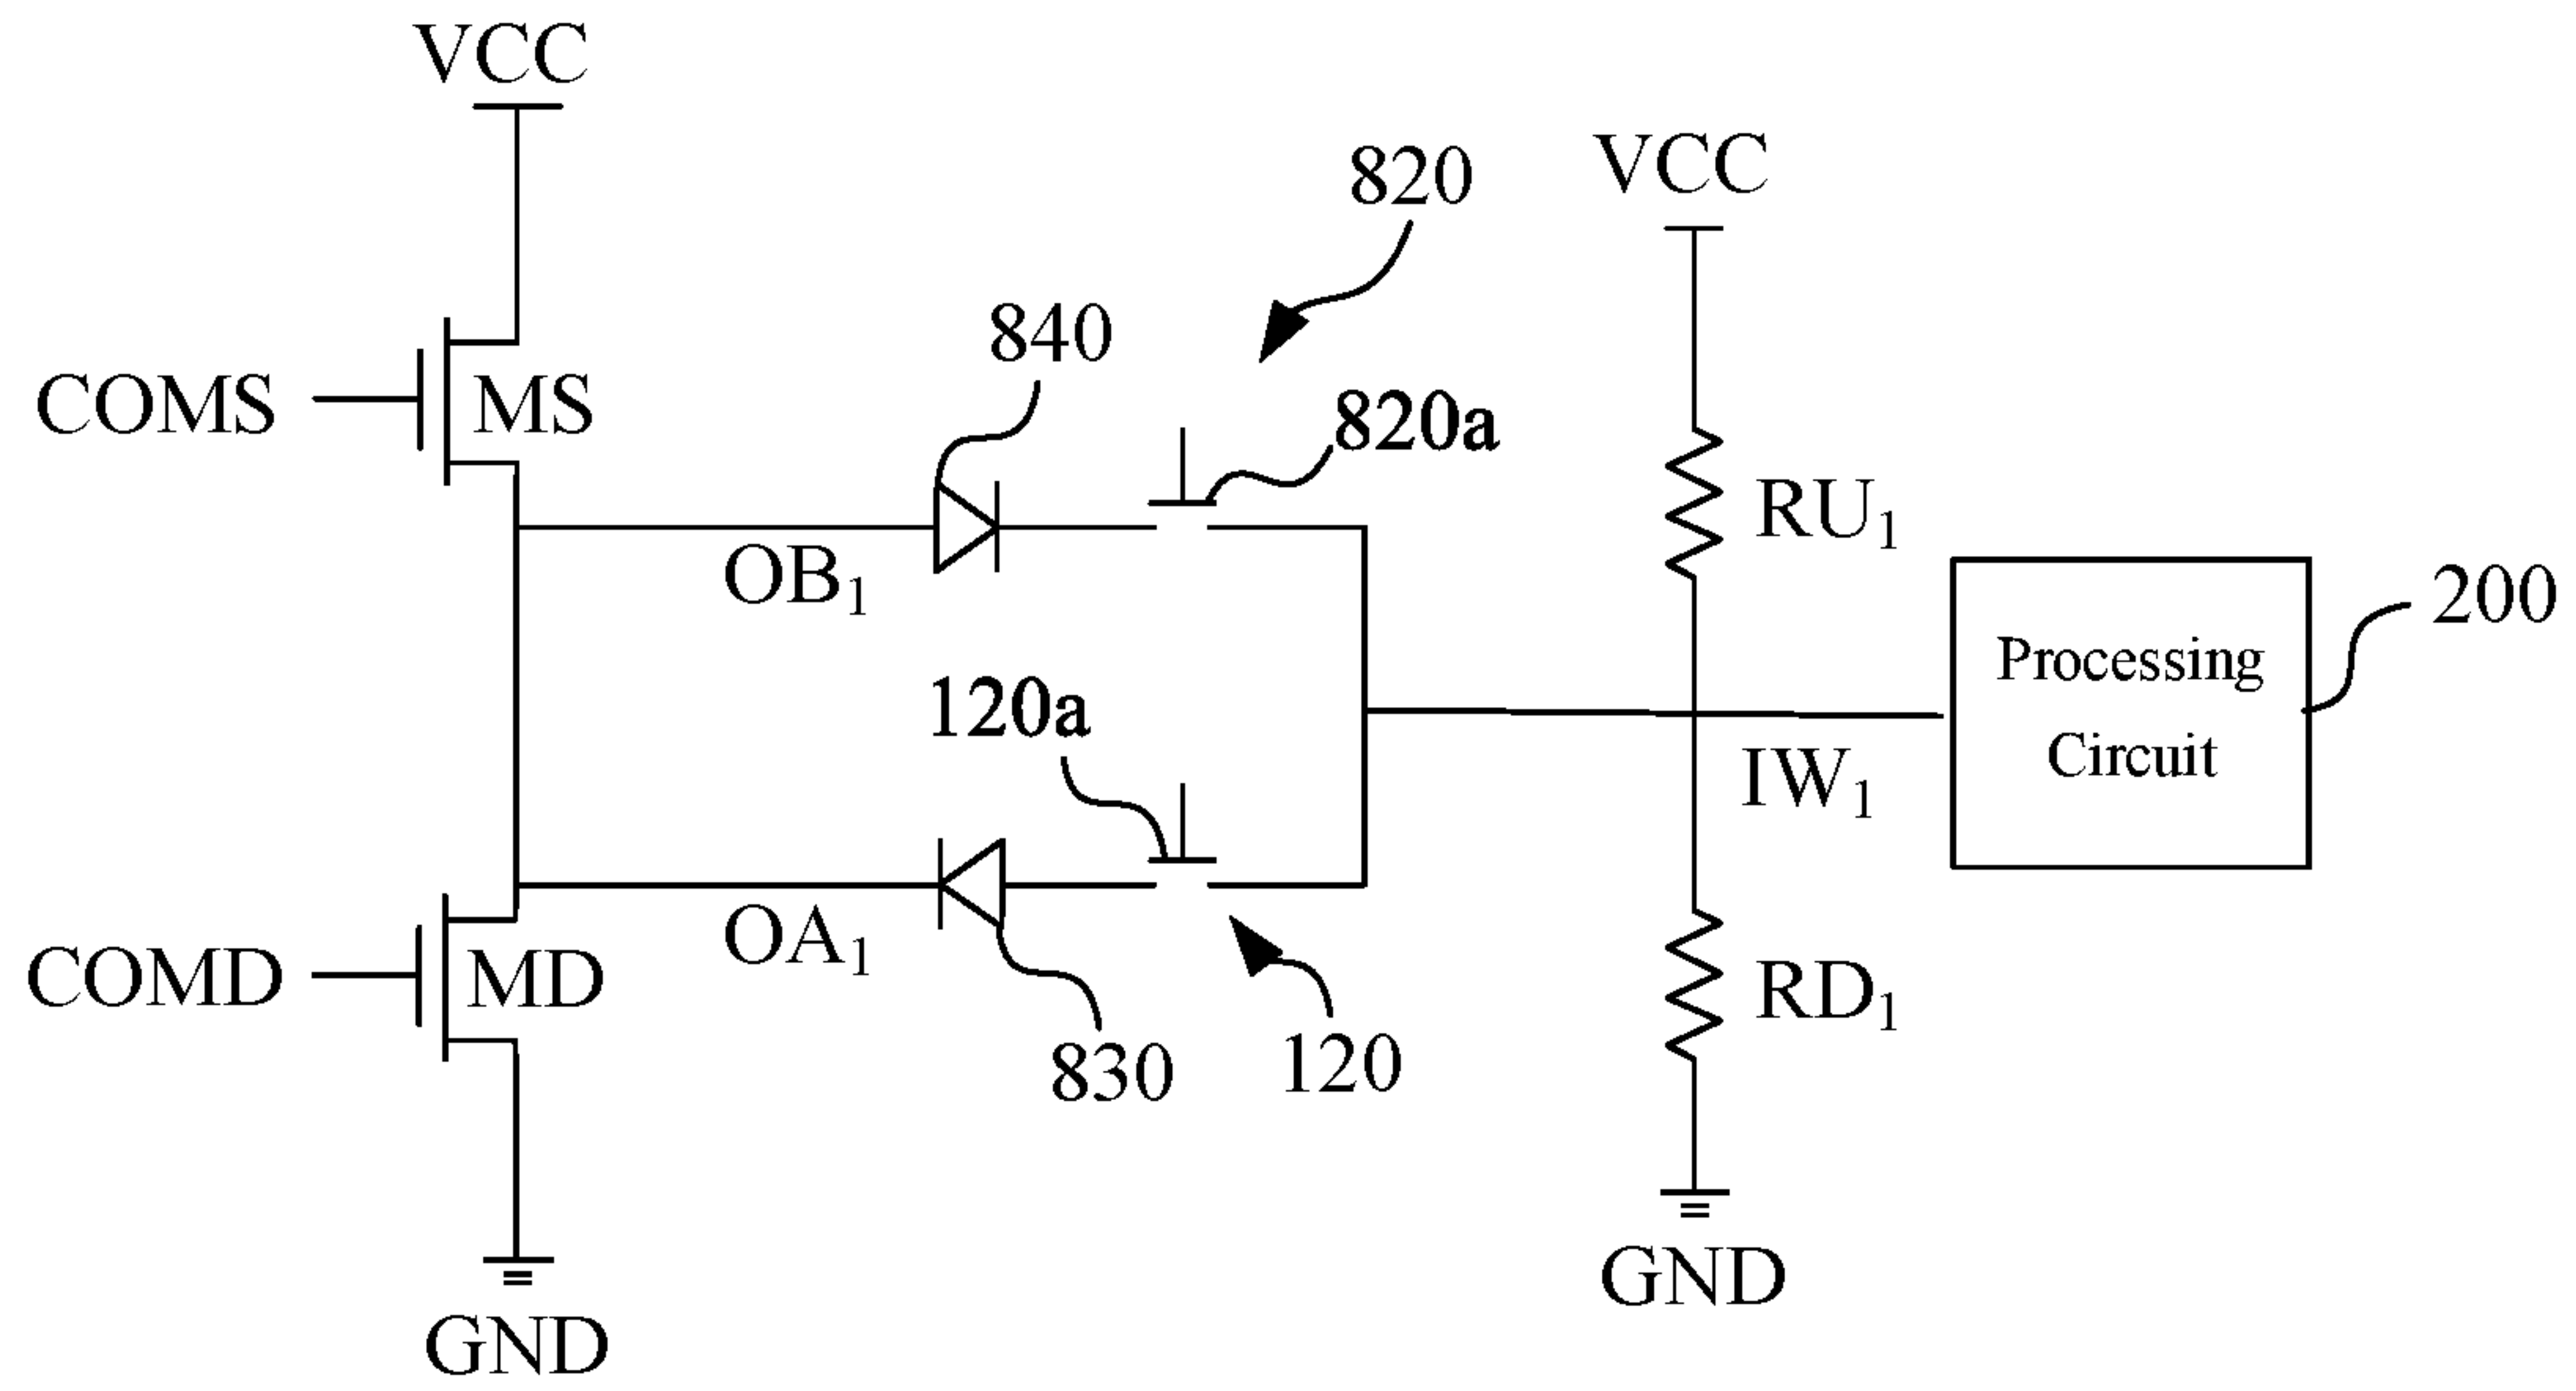 VCC
820
VCC
840
COMS
MS
820a
RU₁
OB₁
200
Processing
Circuit
120a
IW₁
OA₁
COMD
MD
RD₁
830
120
GND
GND